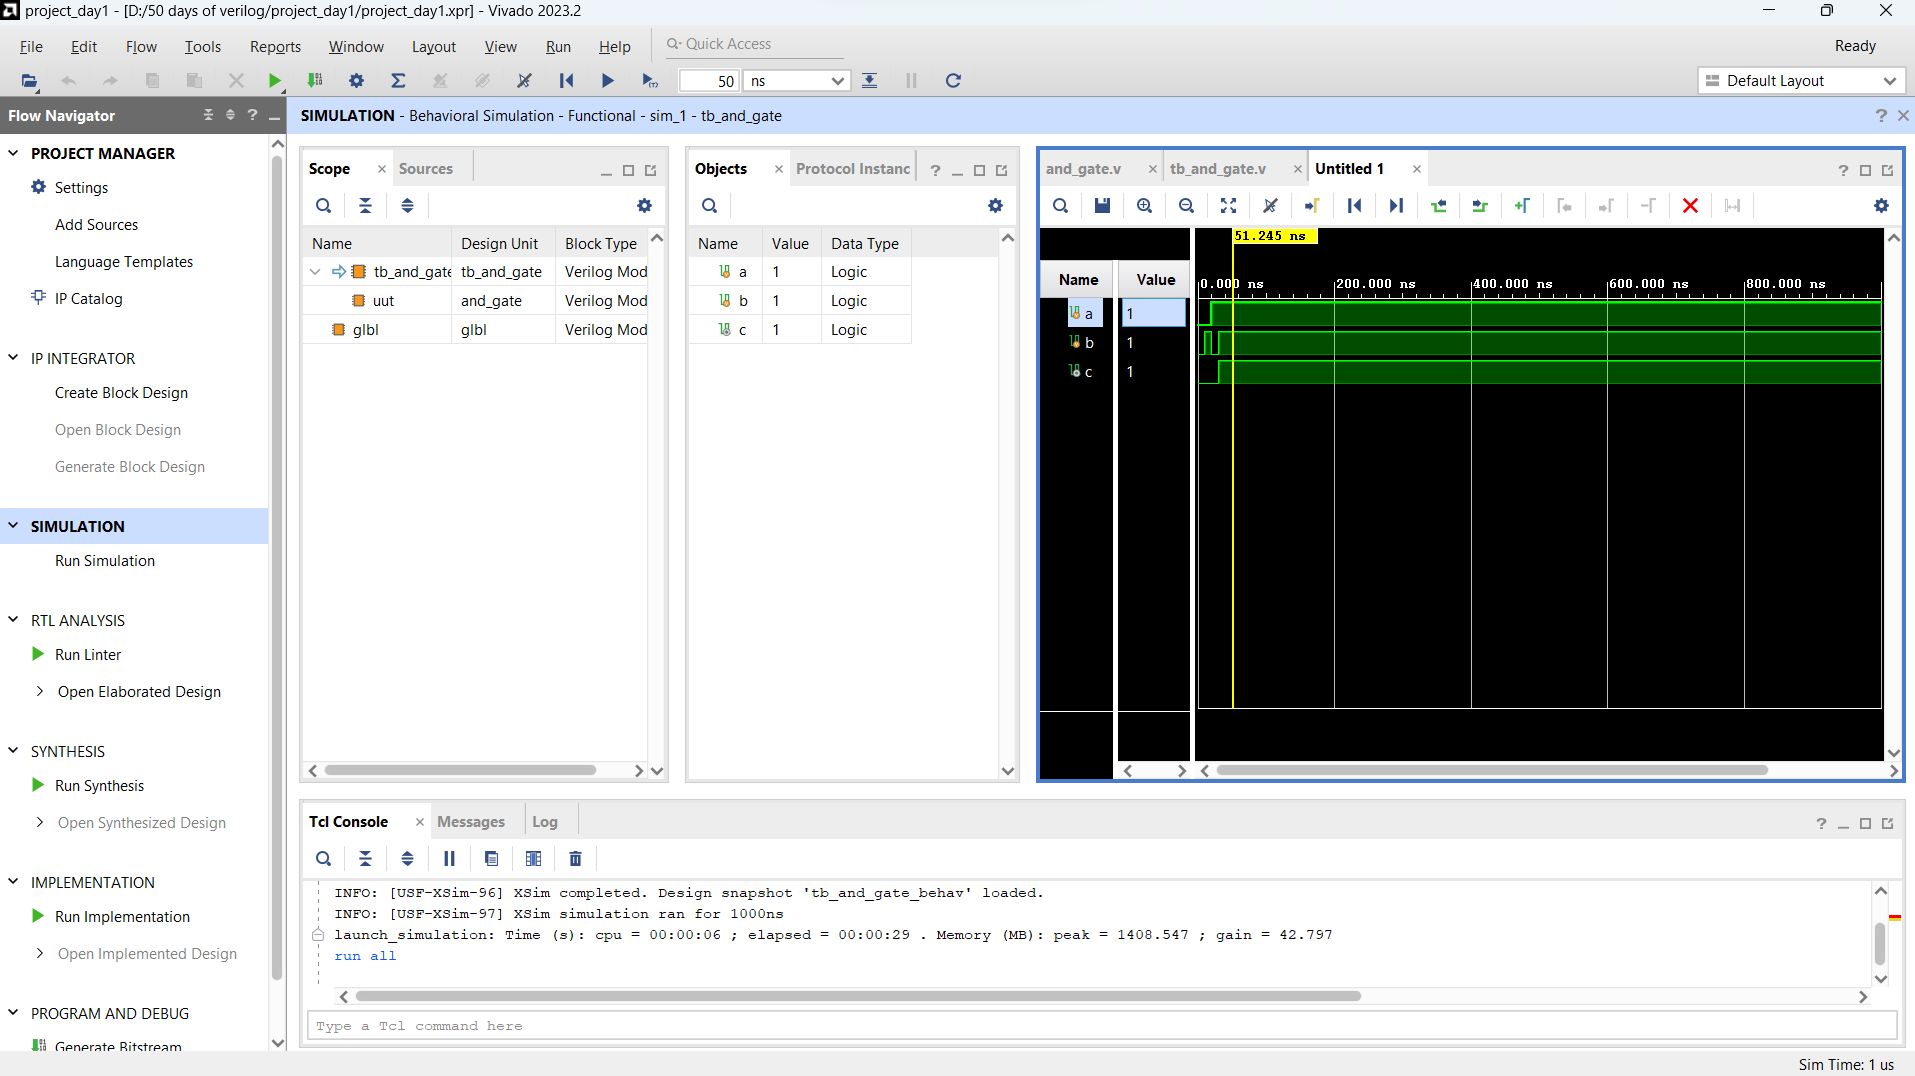 project_day1 - [D:/50 days of verilog/project_day1/project_day1.xpr] - Vivado 2023.2
File Edit Flow Tools Reports Window Layout View Run Help Quick Access Ready
50 ns Default Layout
Flow Navigator
PROJECT MANAGER
Settings
Add Sources
Language Templates
IP Catalog
IP INTEGRATOR
Create Block Design
Open Block Design
Generate Block Design
SIMULATION
Run Simulation
RTL ANALYSIS
Run Linter
Open Elaborated Design
SYNTHESIS
Run Synthesis
Open Synthesized Design
IMPLEMENTATION
Run Implementation
Open Implemented Design
PROGRAM AND DEBUG
Generate Bitstream
SIMULATION - Behavioral Simulation - Functional - sim_1 - tb_and_gate
Scope Sources
Name Design Unit Block Type
tb_and_gate tb_and_gate Verilog Mod
uut and_gate Verilog Mod
glbl glbl Verilog Mod
Objects Protocol Instanc
Name Value Data Type
a 1 Logic
b 1 Logic
c 1 Logic
and_gate.v tb_and_gate.v Untitled 1
51.245 ns
Name Value
0.000 ns 200.000 ns 400.000 ns 600.000 ns 800.000 ns
a 1
b 1
c 1
Tcl Console Messages Log
INFO: [USF-XSim-96] XSim completed. Design snapshot 'tb_and_gate_behav' loaded.
INFO: [USF-XSim-97] XSim simulation ran for 1000ns
launch_simulation: Time (s): cpu = 00:00:06 ; elapsed = 00:00:29 . Memory (MB): peak = 1408.547 ; gain = 42.797
run all
Type a Tcl command here
Sim Time: 1 us